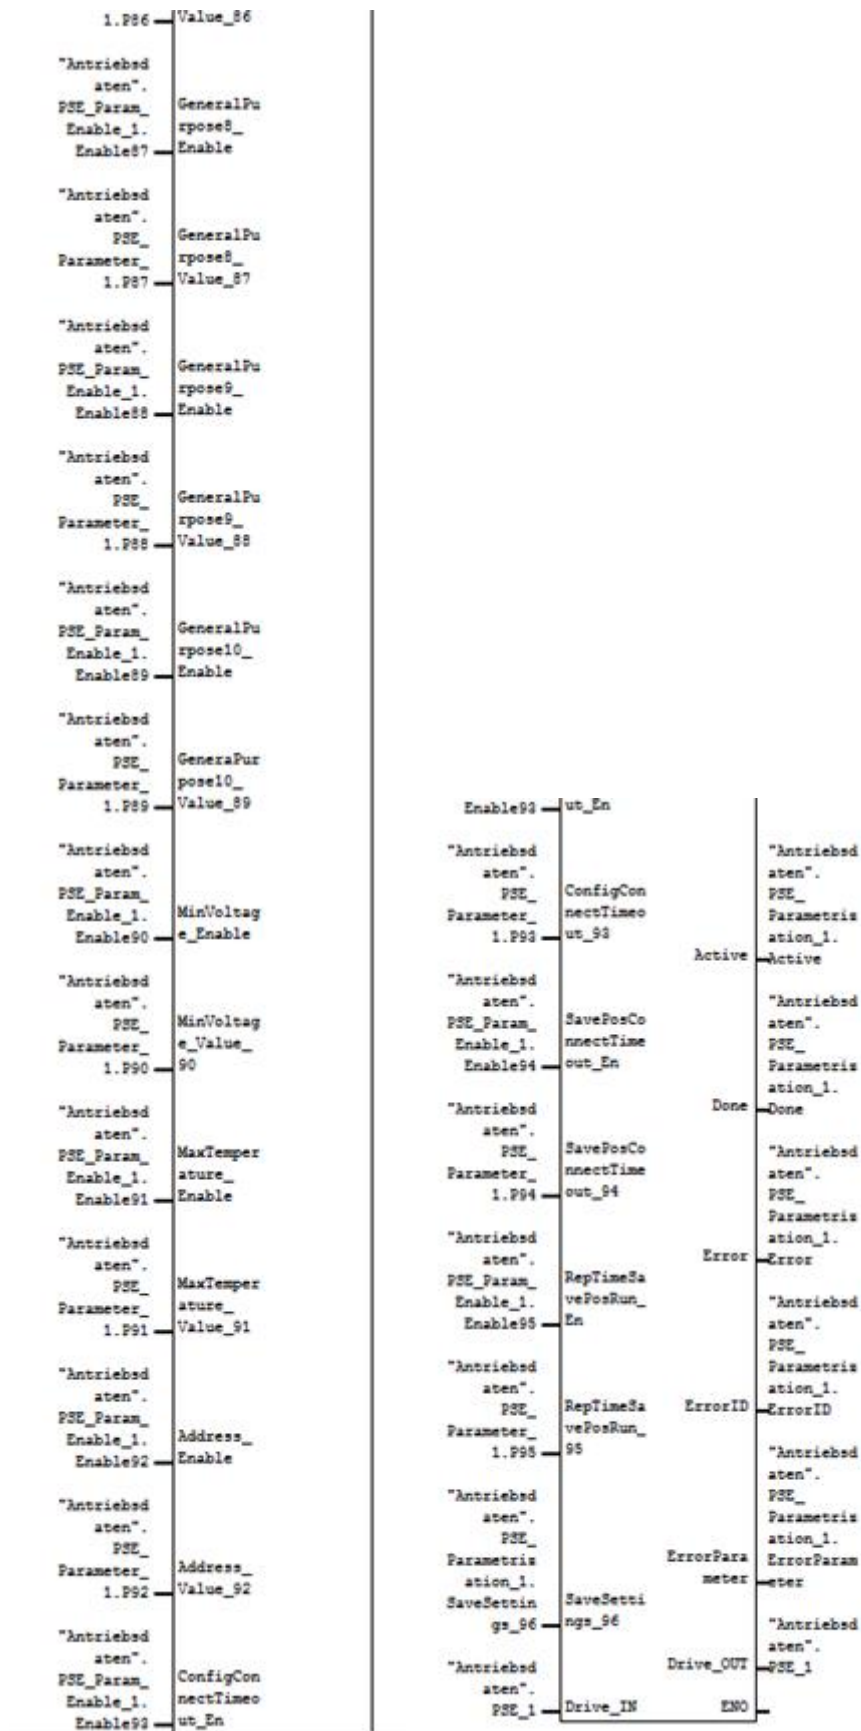 1.P86
Value_86
"Antriebsd
aten".
PSE_Param_
Enable_1.
Enable87
GeneralPu
rpose8_
Enable
"Antriebsd
aten".
PSE_
Parameter_
1.P87
GeneralPu
rpose8_
Value_87
"Antriebsd
aten".
PSE_Param_
Enable_1.
Enable88
GeneralPu
rpose9_
Enable
"Antriebsd
aten".
PSE_
Parameter_
1.P88
GeneralPu
rpose9_
Value_88
"Antriebsd
aten".
PSE_Param_
Enable_1.
Enable89
GeneralPu
rpose10_
Enable
"Antriebsd
aten".
PSE_
Parameter_
1.P89
GeneraPur
pose10_
Value_89
"Antriebsd
aten".
PSE_Param_
Enable_1.
Enable90
MinVoltag
e_Enable
"Antriebsd
aten".
PSE_
Parameter_
1.P90
MinVoltag
e_Value_
90
"Antriebsd
aten".
PSE_Param_
Enable_1.
Enable91
MaxTemper
ature_
Enable
"Antriebsd
aten".
PSE_
Parameter_
1.P91
MaxTemper
ature_
Value_91
"Antriebsd
aten".
PSE_Param_
Enable_1.
Enable92
Address_
Enable
"Antriebsd
aten".
PSE_
Parameter_
1.P92
Address_
Value_92
"Antriebsd
aten".
PSE_Param_
Enable_1.
Enable93
ConfigCon
nectTimeo
ut_En
Enable93
ut_En
"Antriebsd
aten".
PSE_
Parameter_
1.P93
ConfigCon
nectTimeo
ut_93
"Antriebsd
aten".
PSE_Param_
Enable_1.
Enable94
SavePosCo
nnectTime
out_En
"Antriebsd
aten".
PSE_
Parameter_
1.P94
SavePosCo
nnectTime
out_94
"Antriebsd
aten".
PSE_Param_
Enable_1.
Enable95
RepTimeSa
vePosRun_
En
"Antriebsd
aten".
PSE_
Parameter_
1.P95
RepTimeSa
vePosRun_
95
"Antriebsd
aten".
PSE_
Parametris
ation_1.
SaveSettin
gs_96
SaveSetti
ngs_96
"Antriebsd
aten".
PSE_1
Drive_IN
Active
"Antriebsd
aten".
PSE_
Parametris
ation_1.
Active
Done
"Antriebsd
aten".
PSE_
Parametris
ation_1.
Done
Error
"Antriebsd
aten".
PSE_
Parametris
ation_1.
Error
ErrorID
"Antriebsd
aten".
PSE_
Parametris
ation_1.
ErrorID
ErrorPara
meter
"Antriebsd
aten".
PSE_
Parametris
ation_1.
ErrorParam
eter
Drive_OUT
"Antriebsd
aten".
PSE_1
ENO